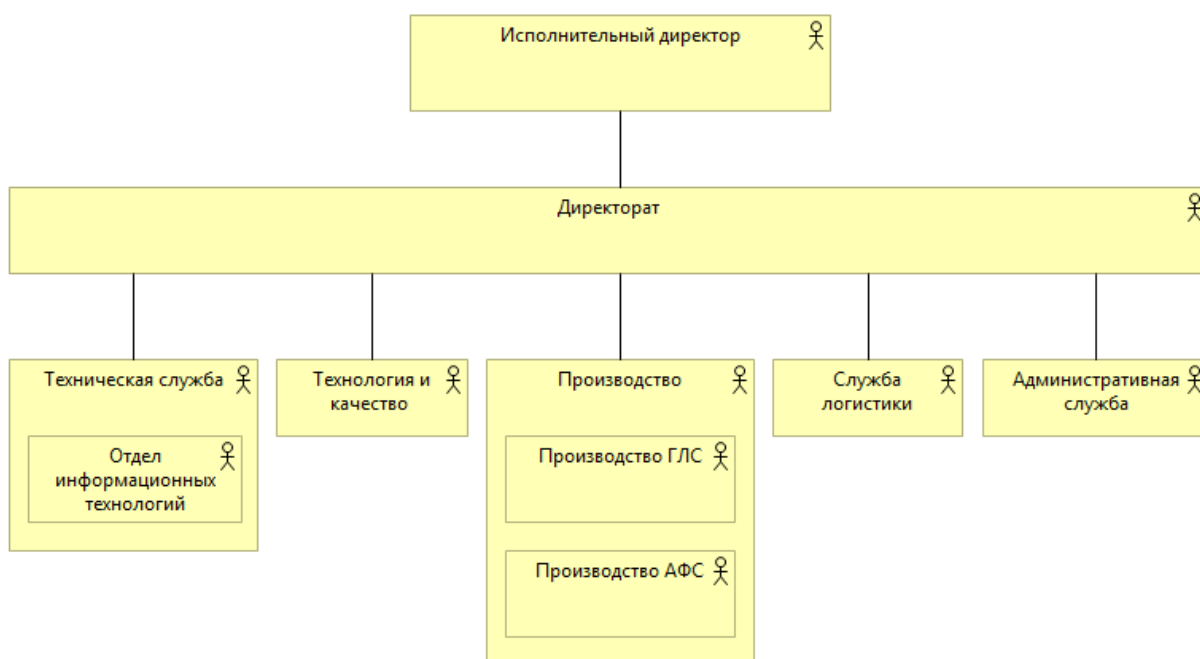 Исполнительный директор
Директорат
Техническая служба
Отдел
информационных
технологий
Технология и
качество
Производство
Производство ГЛС
Производство АФС
Служба
логистики
Административная
служба